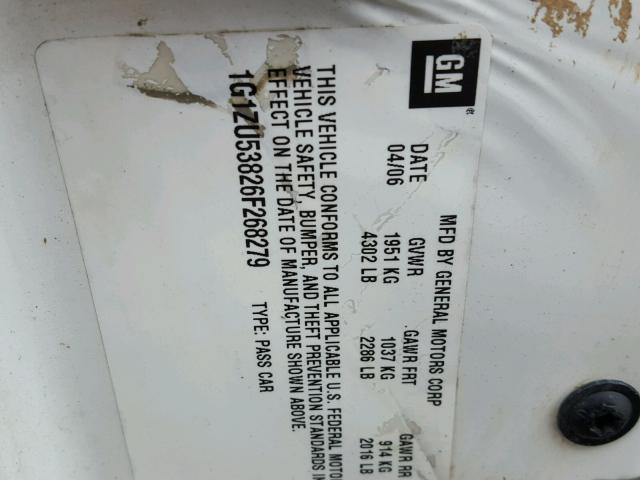 GM
®
MFD BY GENERAL MOTORS CORP
DATE GVWR GAWR FRT GAWR RR
04/06 1951 KG 1037 KG 914 KG
4302 LB 2286 LB 2016 LB
THIS VEHICLE CONFORMS TO ALL APPLICABLE U.S. FEDERAL
VEHICLE SAFETY, BUMPER, AND THEFT PREVENTION STANDARDS
EFFECT ON THE DATE OF MANUFACTURE SHOWN ABOVE.
1G1ZU53826F268279 TYPE: PASS CAR